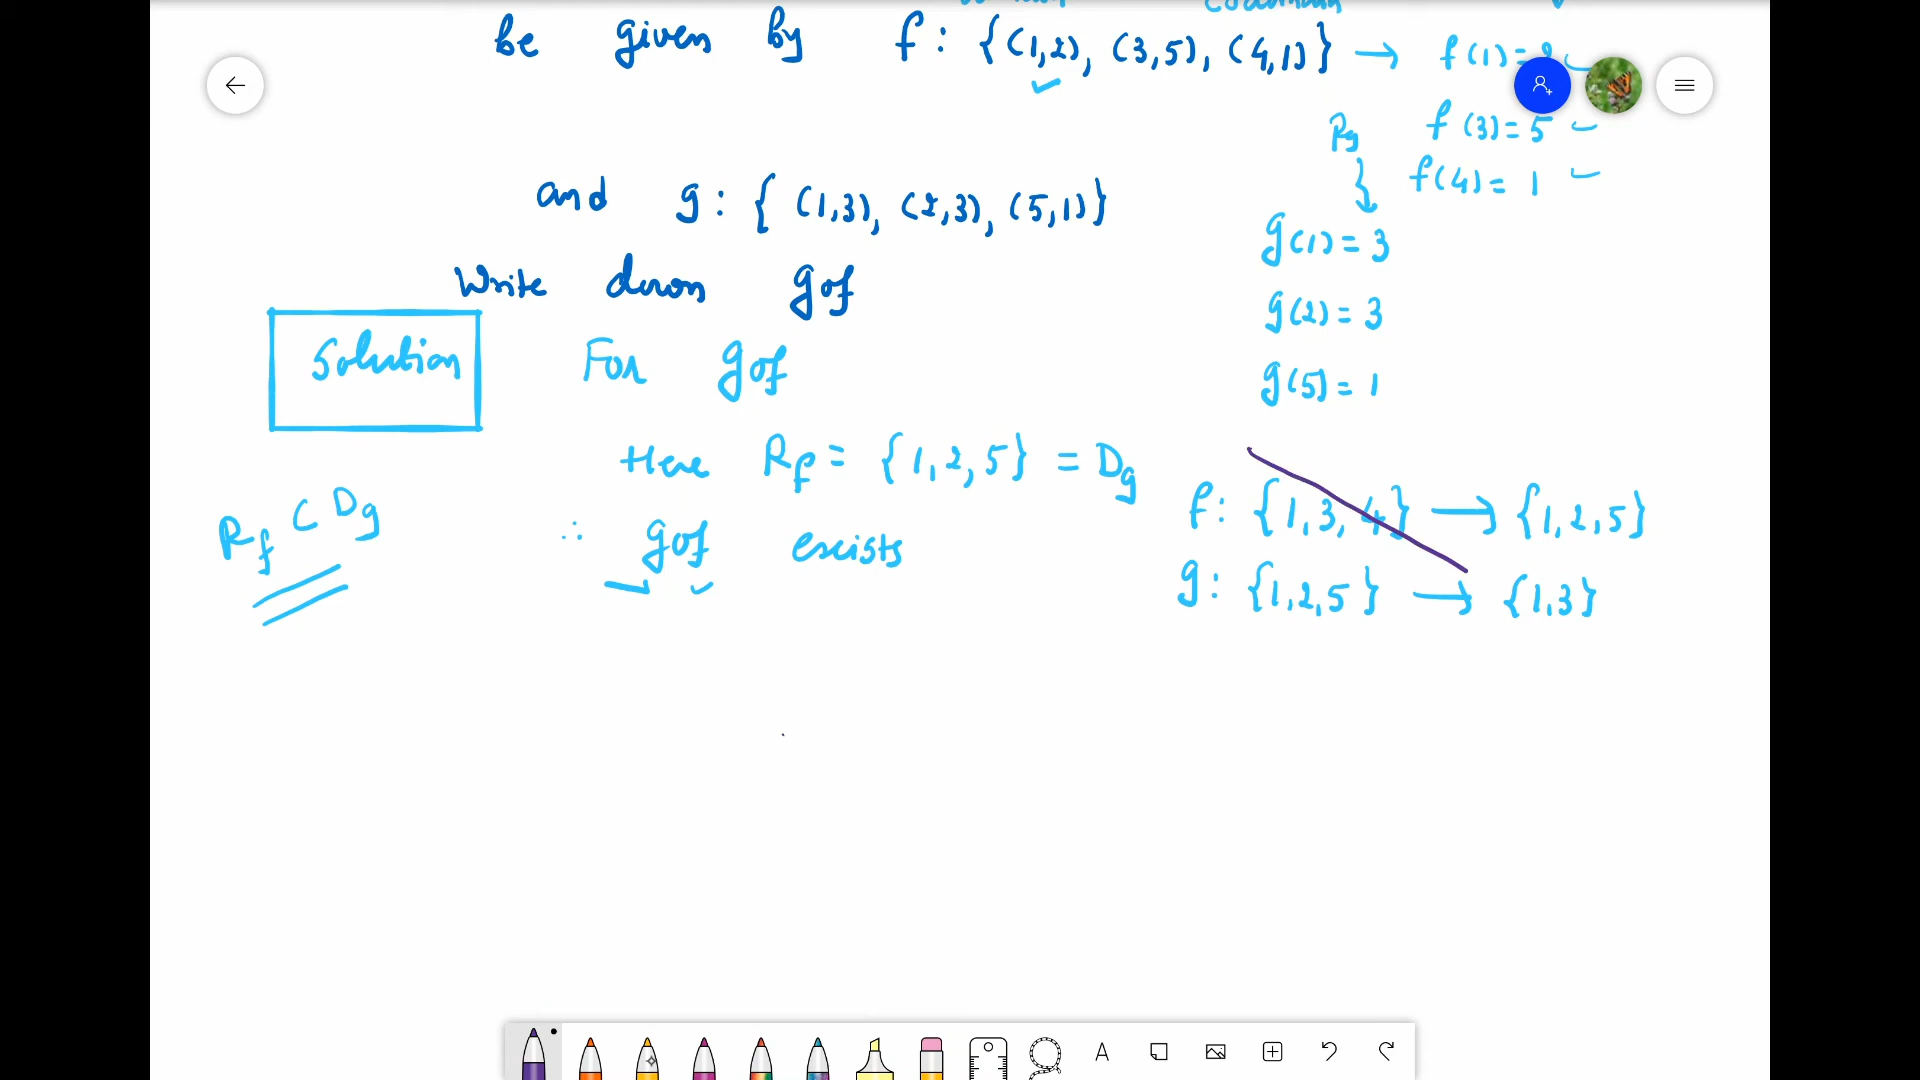 be given by f: {(1,2), (3,5), (4,1)} → f(1)=
f(3)=5
Rg
f(4)=1
and g: {(1,3), (2,3), (5,1)}
g(1)=3
Write down gof
g(2)=3
Solution For gof
g(5)=1
Here Rf = {1,2,5} = Dg
f: {1,3,4} → {1,2,5}
Rf ⊂ Dg
∴ gof exists
g: {1,2,5} → {1,3}
A